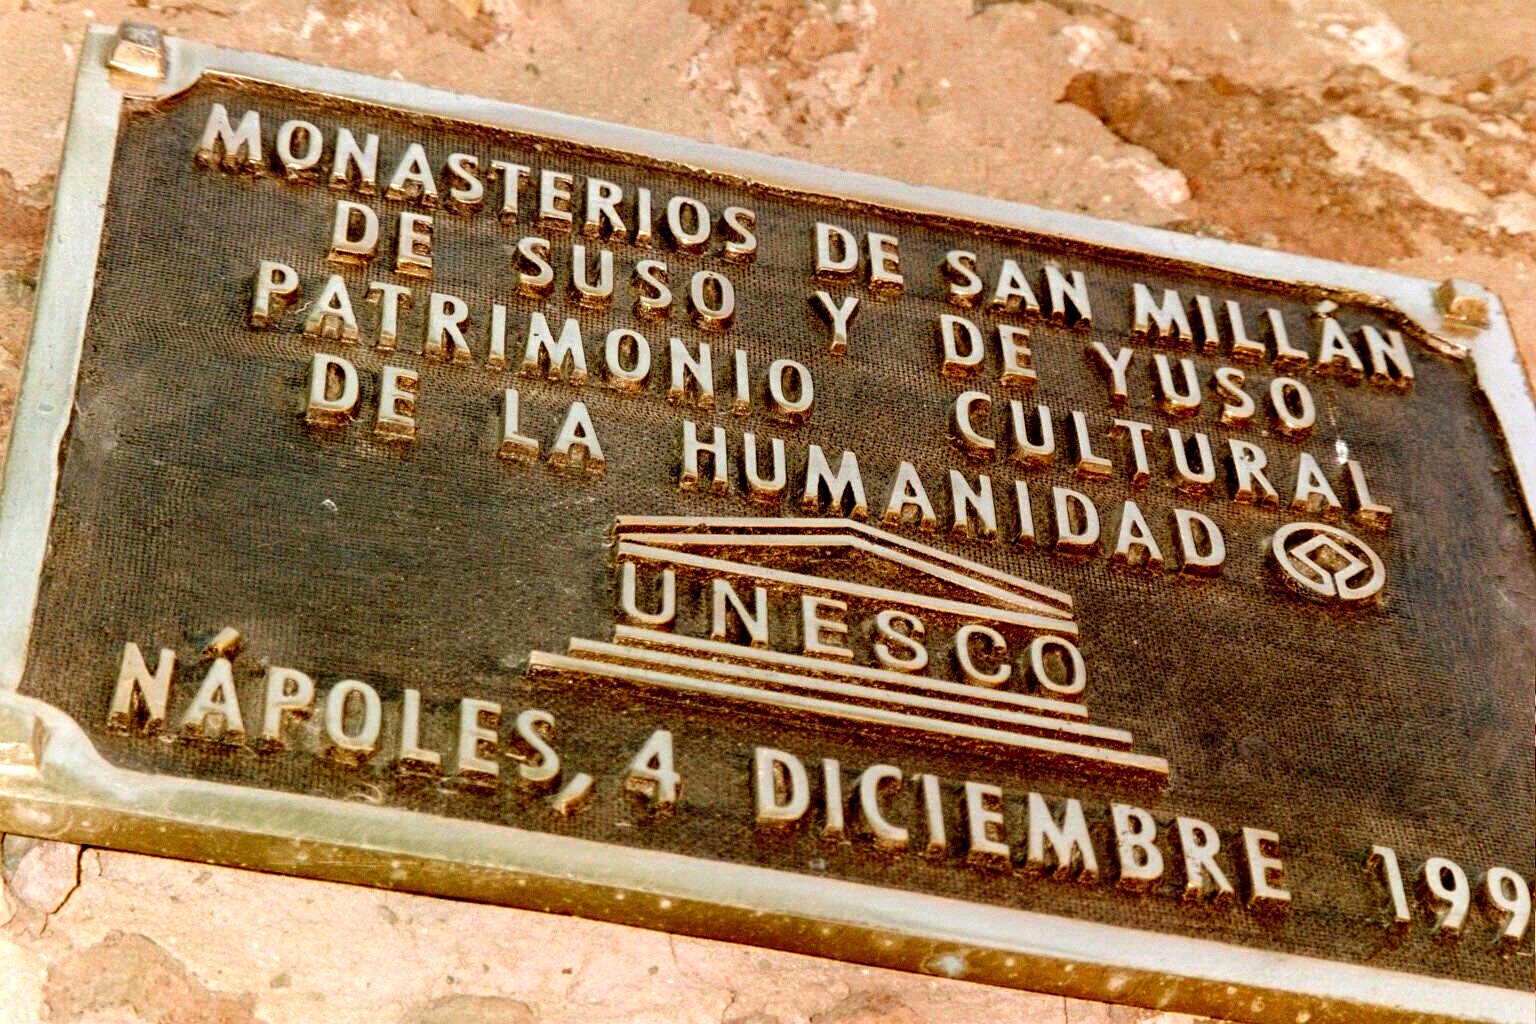 MONASTERIOS DE SAN MILLÁN
DE SUSO Y DE YUSO
PATRIMONIO CULTURAL
DE LA HUMANIDAD
UNESCO
NÁPOLES, 4 DICIEMBRE 199